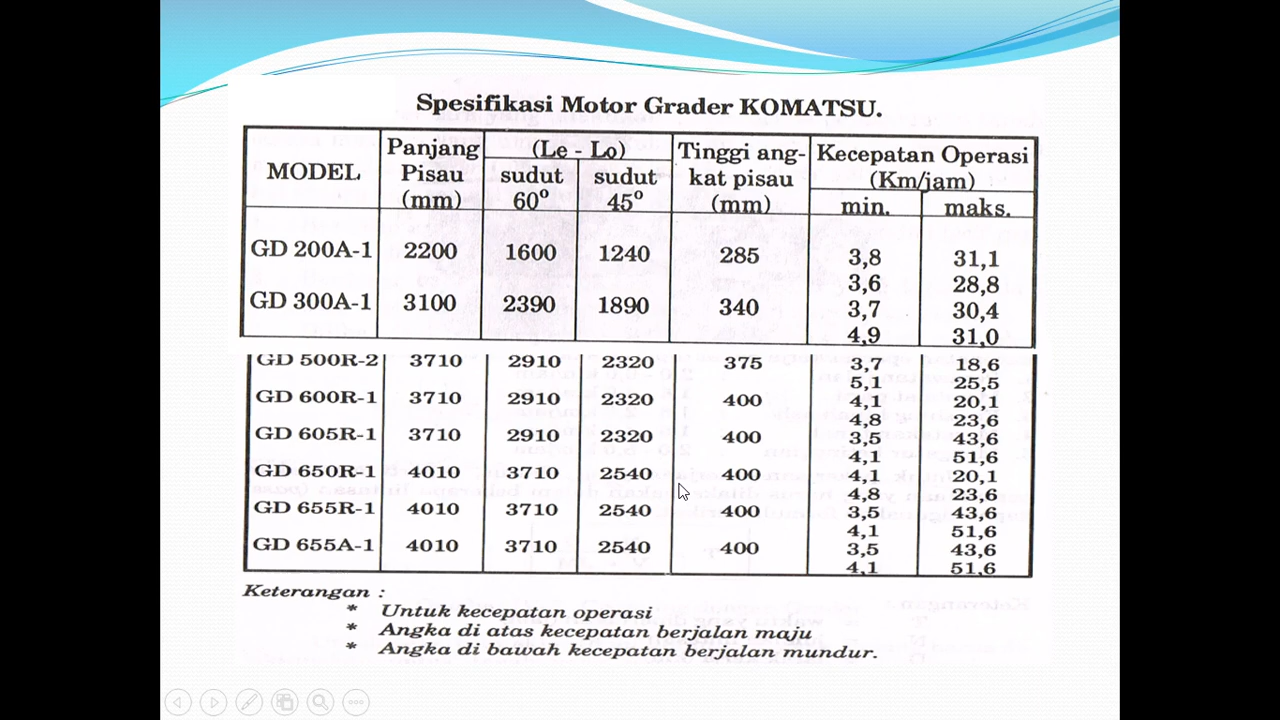 Spesifikasi Motor Grader KOMATSU.
MODEL Panjang Pisau (mm) (Le - Lo) sudut 60° sudut 45° Tinggi ang-kat pisau (mm) Kecepatan Operasi (Km/jam) min. maks.
GD 200A-1 2200 1600 1240 285 3,8 31,1
3,6 28,8
GD 300A-1 3100 2390 1890 340 3,7 30,4
4,9 31,0
GD 500R-2 3710 2910 2320 375 3,7 18,6
5,1 25,5
GD 600R-1 3710 2910 2320 400 4,1 20,1
4,8 23,6
GD 605R-1 3710 2910 2320 400 3,5 43,6
4,1 51,6
GD 650R-1 4010 3710 2540 400 4,1 20,1
4,8 23,6
GD 655R-1 4010 3710 2540 400 3,5 43,6
4,1 51,6
GD 655A-1 4010 3710 2540 400 3,5 43,6
4,1 51,6
Keterangan :
* Untuk kecepatan operasi
* Angka di atas kecepatan berjalan maju
* Angka di bawah kecepatan berjalan mundur.